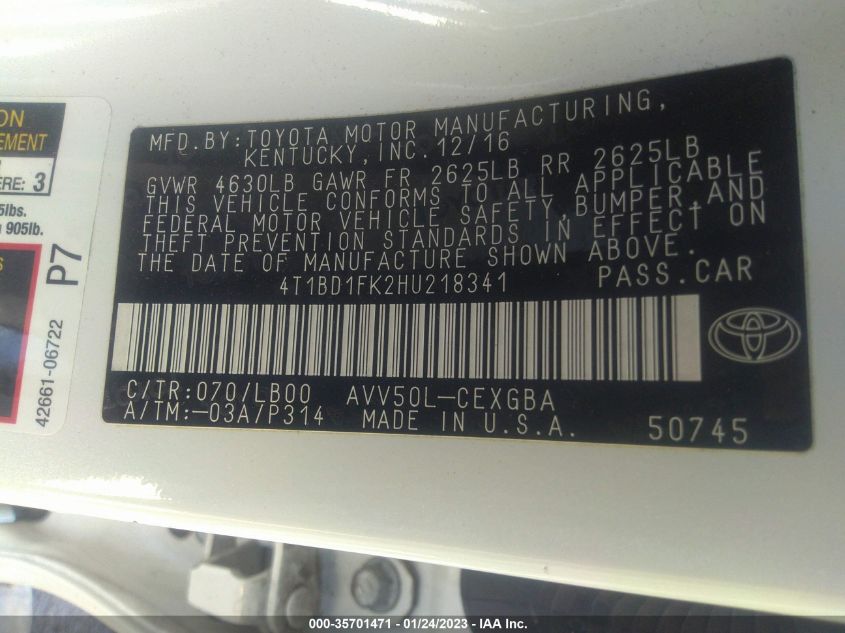 MFD. BY: TOYOTA MOTOR MANUFACTURING,
KENTUCKY, INC. 12/16
GVWR 4630LB GAWR FR 2625LB RR 2625LB
THIS VEHICLE CONFORMS TO ALL APPLICABLE
FEDERAL MOTOR VEHICLE SAFETY, BUMPER, AND
THEFT PREVENTION STANDARDS IN EFFECT ON
THE DATE OF MANUFACTURE SHOWN ABOVE.
4T1BD1FK2HU218341 PASS. CAR
C/TR: 070/LB00 AVV50L-CEXGBA
A/TM: -03A/P314 MADE IN U.S.A. 50745
ERE: 3
lbs.
905lb.
P7
42661-06722
000-35701471 — 01/24/2023 — IAA Inc.